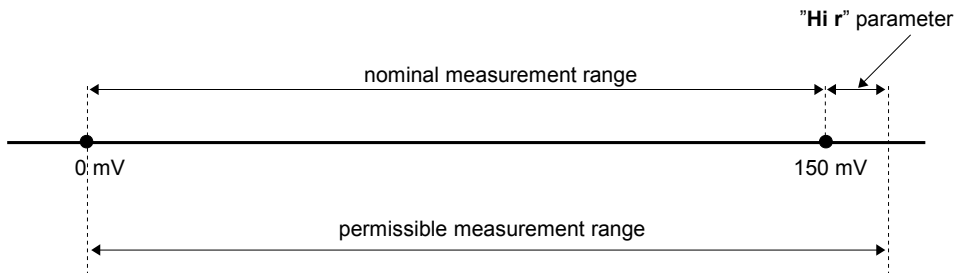 ”Hi r” parameter
nominal measurement range
0 mV
150 mV
permissible measurement range